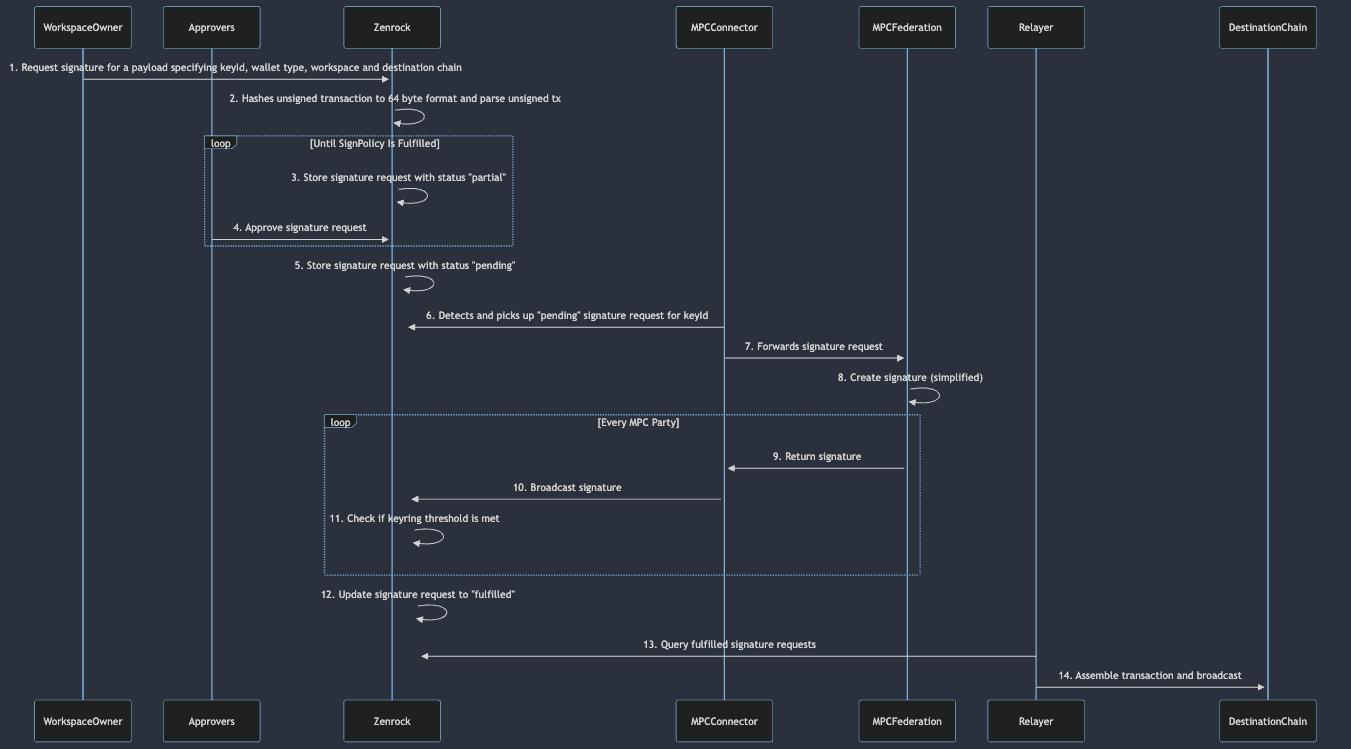 WorkspaceOwner
Approvers
Zenrock
MPCConnector
MPCFederation
Relayer
DestinationChain
1. Request signature for a payload specifying keyId, wallet type, workspace and destination chain
2. Hashes unsigned transaction to 64 byte format and parse unsigned tx
loop
[Until SignPolicy Is Fulfilled]
3. Store signature request with status "partial"
4. Approve signature request
5. Store signature request with status "pending"
6. Detects and picks up "pending" signature request for keyId
7. Forwards signature request
8. Create signature (simplified)
loop
[Every MPC Party]
9. Return signature
10. Broadcast signature
11. Check if keyring threshold is met
12. Update signature request to "fulfilled"
13. Query fulfilled signature requests
14. Assemble transaction and broadcast
WorkspaceOwner
Approvers
Zenrock
MPCConnector
MPCFederation
Relayer
DestinationChain